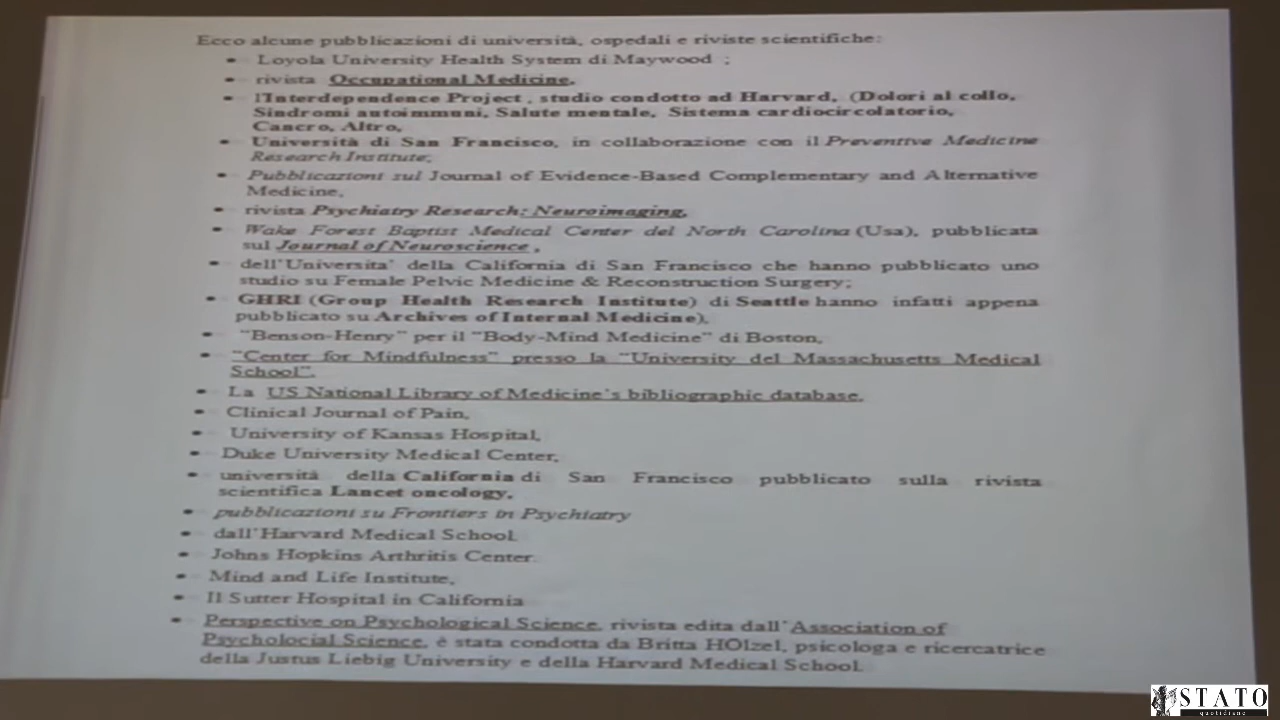 Ecco alcune pubblicazioni di università, ospedali e riviste scientifiche:
• Loyola University Health System di Maywood ;
• rivista Occupational Medicine,
• l'Interdependence Project , studio condotto ad Harvard, (Dolori al collo,
Sindromi autoimmuni, Salute mentale, Sistema cardiocircolatorio,
Cancro, Altro,
• Università di San Francisco, in collaborazione con il Preventive Medicine
Research Institute;
• Pubblicazioni sul Journal of Evidence-Based Complementary and Alternative
Medicine,
• rivista Psychiatry Research: Neuroimaging,
• Wake Forest Baptist Medical Center del North Carolina (Usa), pubblicata
sul Journal of Neuroscience ,
• dell'Universita' della California di San Francisco che hanno pubblicato uno
studio su Female Pelvic Medicine & Reconstruction Surgery;
• GHRI (Group Health Research Institute) di Seattle hanno infatti appena
pubblicato su Archives of Internal Medicine),
• "Benson-Henry" per il "Body-Mind Medicine" di Boston,
• "Center for Mindfulness" presso la "University del Massachusetts Medical
School".
• La US National Library of Medicine's bibliographic database,
• Clinical Journal of Pain,
• University of Kansas Hospital,
• Duke University Medical Center,
• università della California di San Francisco pubblicato sulla rivista
scientifica Lancet oncology,
• pubblicazioni su Frontiers in Psychiatry
• dall'Harvard Medical School
• Johns Hopkins Arthritis Center
• Mind and Life Institute,
• Il Sutter Hospital in California
• Perspective on Psychological Science, rivista edita dall'Association of
Psycholocial Science, è stata condotta da Britta HOlzel, psicologa e ricercatrice
della Justus Liebig University e della Harvard Medical School.
STATO
quotidiano